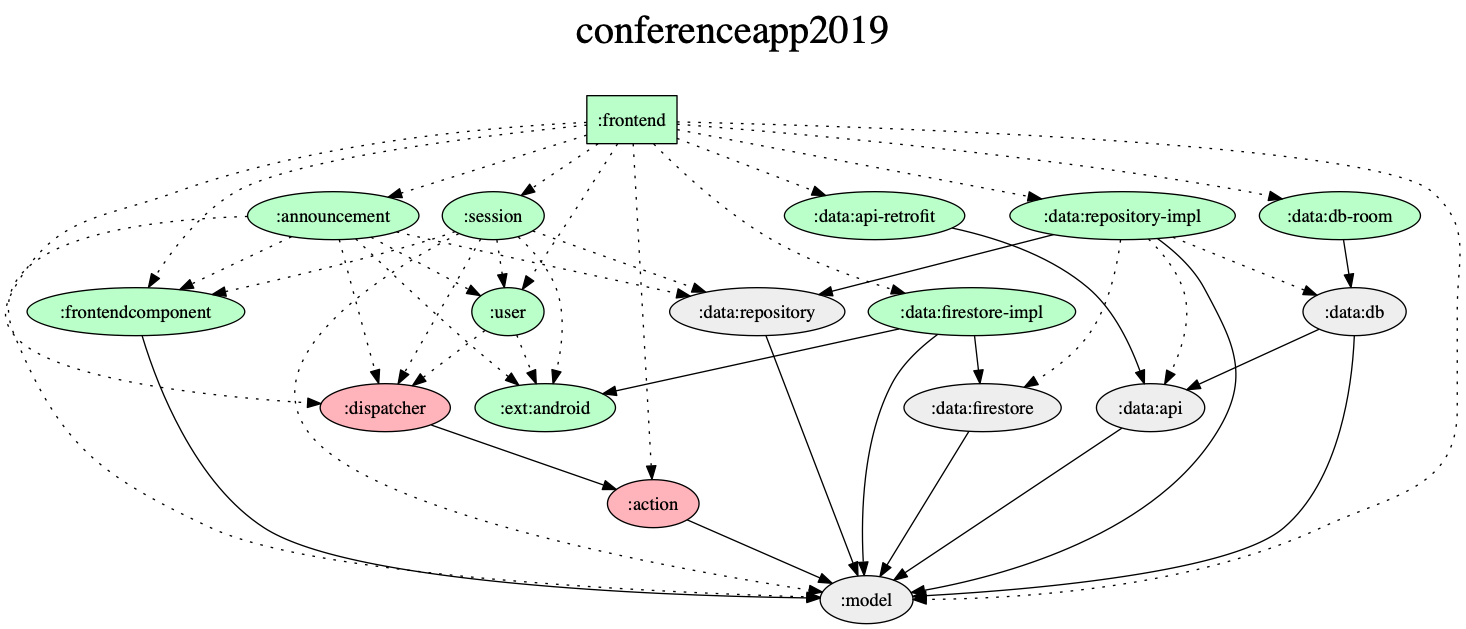 conferenceapp2019
:frontend
:announcement
:session
:data:api-retrofit
:data:repository-impl
:data:db-room
:frontendcomponent
:user
:data:repository
:data:firestore-impl
:data:db
:dispatcher
:ext:android
:data:firestore
:data:api
:action
:model